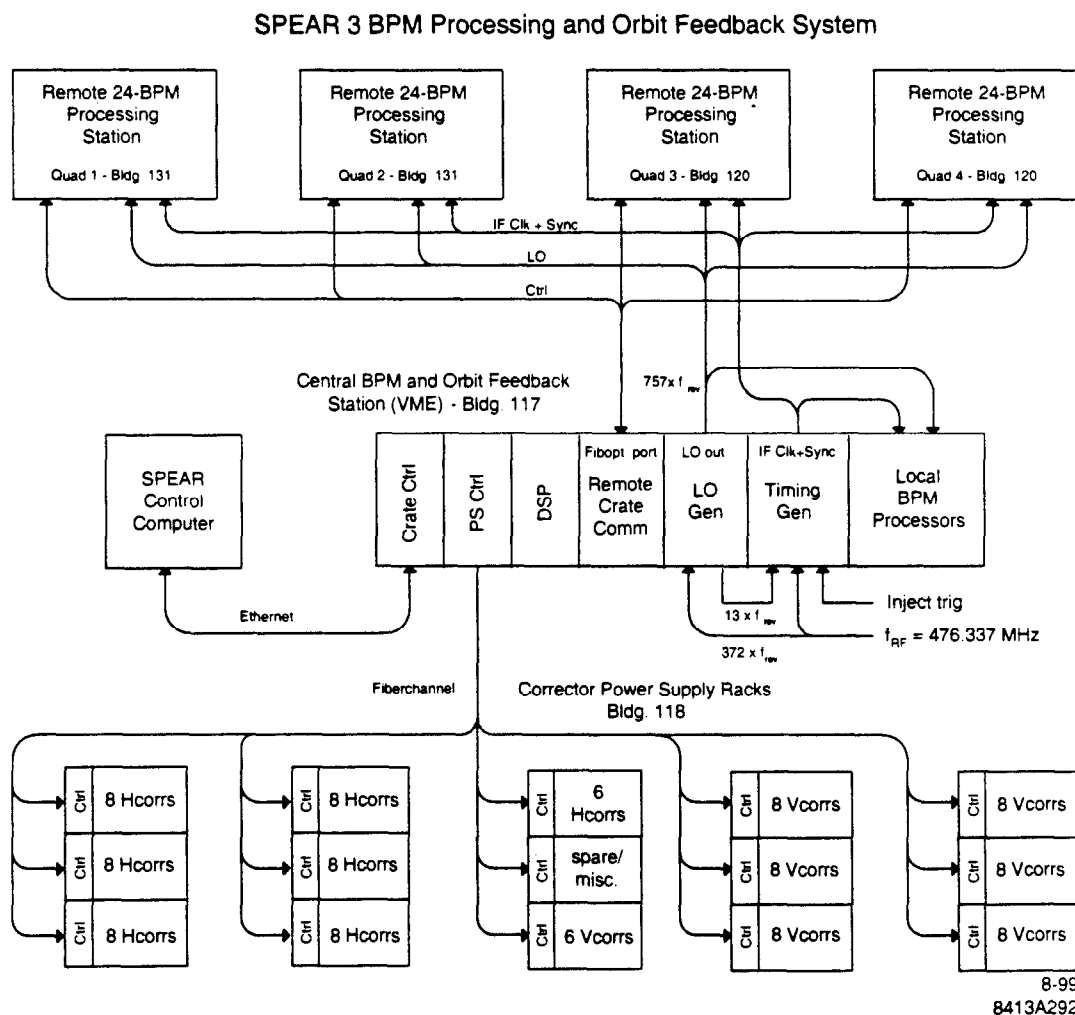 SPEAR 3 BPM Processing and Orbit Feedback System
Remote 24-BPM
Processing
Station
Quad 1 - Bldg 131
Remote 24-BPM
Processing
Station
Quad 2 - Bldg 131
Remote 24-BPM
Processing
Station
Quad 3 - Bldg 120
Remote 24-BPM
Processing
Station
Quad 4 - Bldg 120
IF Clk + Sync
LO
Ctrl
Central BPM and Orbit Feedback
Station (VME) - Bldg. 117
757x f rev
SPEAR
Control
Computer
Crate Ctrl
PS Ctrl
DSP
Fibopt port
Remote
Crate
Comm
LO out
LO
Gen
IF Clk+Sync
Timing
Gen
Local
BPM
Processors
Ethernet
13 x f rev
Inject trig
372 x f rev
fRF = 476.337 MHz
Fiberchannel
Corrector Power Supply Racks
Bldg. 118
Ctrl
8 Hcorrs
Ctrl
8 Hcorrs
Ctrl
8 Hcorrs
Ctrl
8 Hcorrs
Ctrl
8 Hcorrs
Ctrl
8 Hcorrs
Ctrl
6
Hcorrs
Ctrl
spare/
misc.
Ctrl
6 Vcorrs
Ctrl
8 Vcorrs
Ctrl
8 Vcorrs
Ctrl
8 Vcorrs
Ctrl
8 Vcorrs
Ctrl
8 Vcorrs
Ctrl
8 Vcorrs
8-99
8413A292